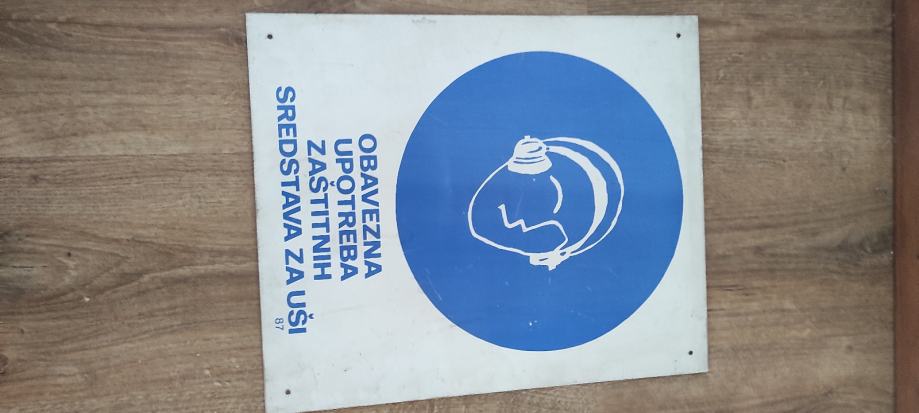 OBAVEZNA
UPOTREBA
ZAŠTITNIH
SREDSTAVA ZA UŠI
87